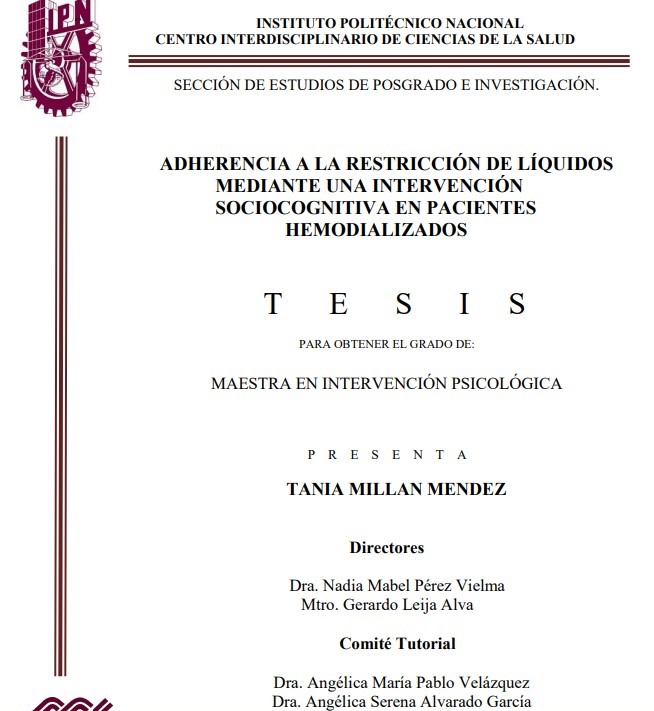 IPN
INSTITUTO POLITÉCNICO NACIONAL
CENTRO INTERDISCIPLINARIO DE CIENCIAS DE LA SALUD
SECCIÓN DE ESTUDIOS DE POSGRADO E INVESTIGACIÓN.
ADHERENCIA A LA RESTRICCIÓN DE LÍQUIDOS
MEDIANTE UNA INTERVENCIÓN
SOCIOCOGNITIVA EN PACIENTES
HEMODIALIZADOS
T E S I S
PARA OBTENER EL GRADO DE:
MAESTRA EN INTERVENCIÓN PSICOLÓGICA
P R E S E N T A
TANIA MILLAN MENDEZ
Directores
Dra. Nadia Mabel Pérez Vielma
Mtro. Gerardo Leija Alva
Comité Tutorial
Dra. Angélica María Pablo Velázquez
Dra. Angélica Serena Alvarado García